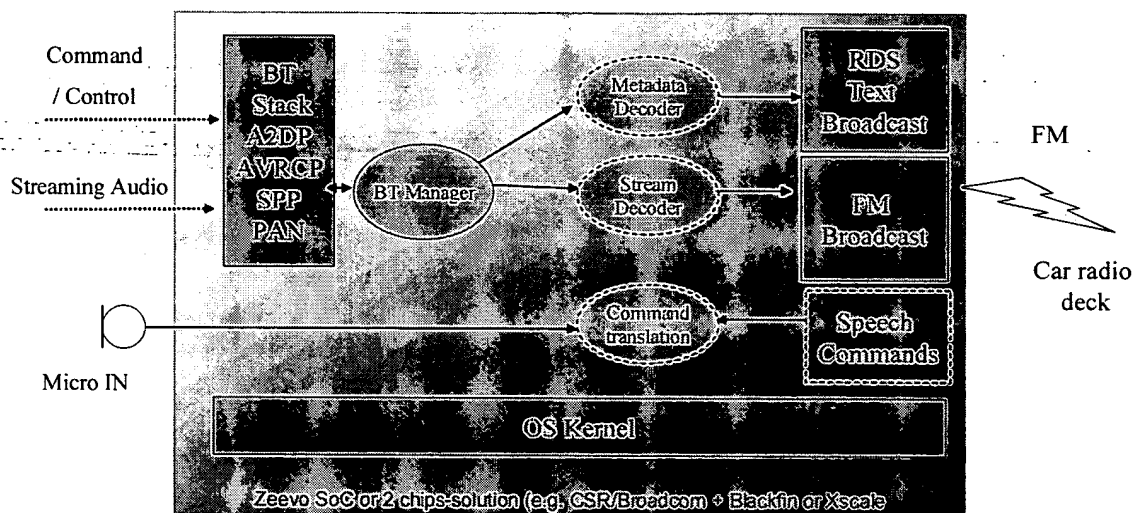 Command
/ Control
Streaming Audio
Micro IN
BT
Stack
A2DP
AVRCP
SPP
PAN
BT Manager
Metadata
Decoder
Stream
Decoder
Command
translation
RDS
Text
Broadcast
FM
Broadcast
Speech
Commands
FM
Car radio
deck
OS Kernel
Zeevo SoC or 2 chips-solution (e.g. CSR/Broadcom + Blackfin or Xscale